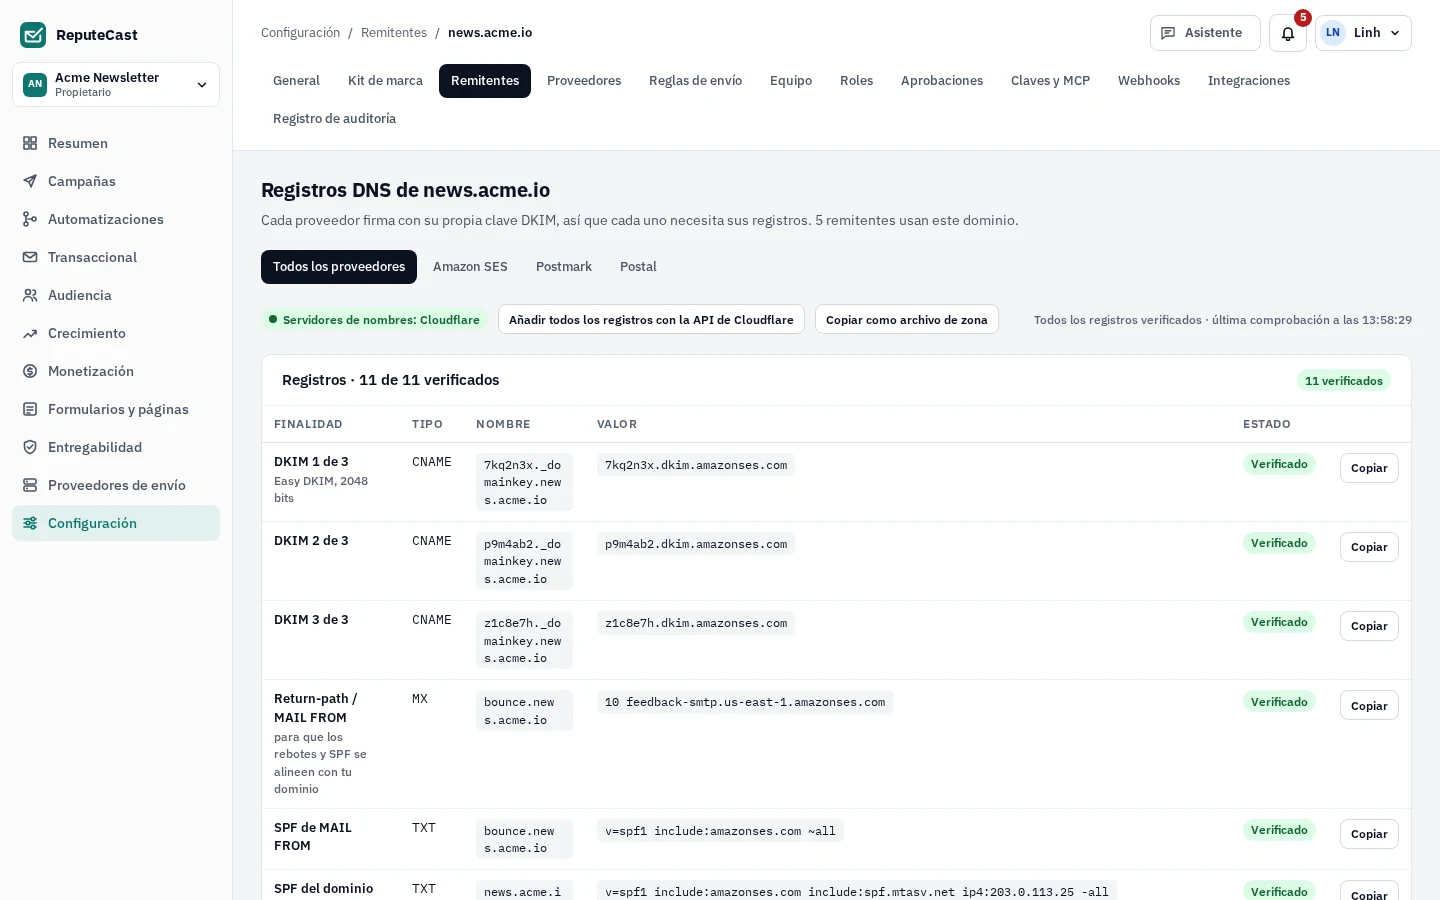 ReputeCast
AN
Acme Newsletter
Propietario
Resumen
Campañas
Automatizaciones
Transaccional
Audiencia
Crecimiento
Monetización
Formularios y páginas
Entregabilidad
Proveedores de envío
Configuración
Configuración / Remitentes / news.acme.io
Asistente
5
LN
Linh
General
Kit de marca
Remitentes
Proveedores
Reglas de envío
Equipo
Roles
Aprobaciones
Claves y MCP
Webhooks
Integraciones
Registro de auditoría
Registros DNS de news.acme.io
Cada proveedor firma con su propia clave DKIM, así que cada uno necesita sus registros. 5 remitentes usan este dominio.
Todos los proveedores
Amazon SES
Postmark
Postal
Servidores de nombres: Cloudflare
Añadir todos los registros con la API de Cloudflare
Copiar como archivo de zona
Todos los registros verificados · última comprobación a las 13:58:29
Registros · 11 de 11 verificados
11 verificados
FINALIDAD
TIPO
NOMBRE
VALOR
ESTADO
DKIM 1 de 3
Easy DKIM, 2048
bits
CNAME
7kq2n3x._do
mainkey.new
s.acme.io
7kq2n3x.dkim.amazonses.com
Verificado
Copiar
DKIM 2 de 3
CNAME
p9m4ab2._do
mainkey.new
s.acme.io
p9m4ab2.dkim.amazonses.com
Verificado
Copiar
DKIM 3 de 3
CNAME
z1c8e7h._do
mainkey.new
s.acme.io
z1c8e7h.dkim.amazonses.com
Verificado
Copiar
Return-path /
MAIL FROM
para que los
rebotes y SPF se
alineen con tu
dominio
MX
bounce.new
s.acme.io
10 feedback-smtp.us-east-1.amazonses.com
Verificado
Copiar
SPF de MAIL
FROM
TXT
bounce.new
s.acme.io
v=spf1 include:amazonses.com ~all
Verificado
Copiar
SPF del dominio
TXT
news.acme.i
v=spf1 include:amazonses.com include:spf.mtasv.net ip4:203.0.113.25 -all
Verificado
Copiar